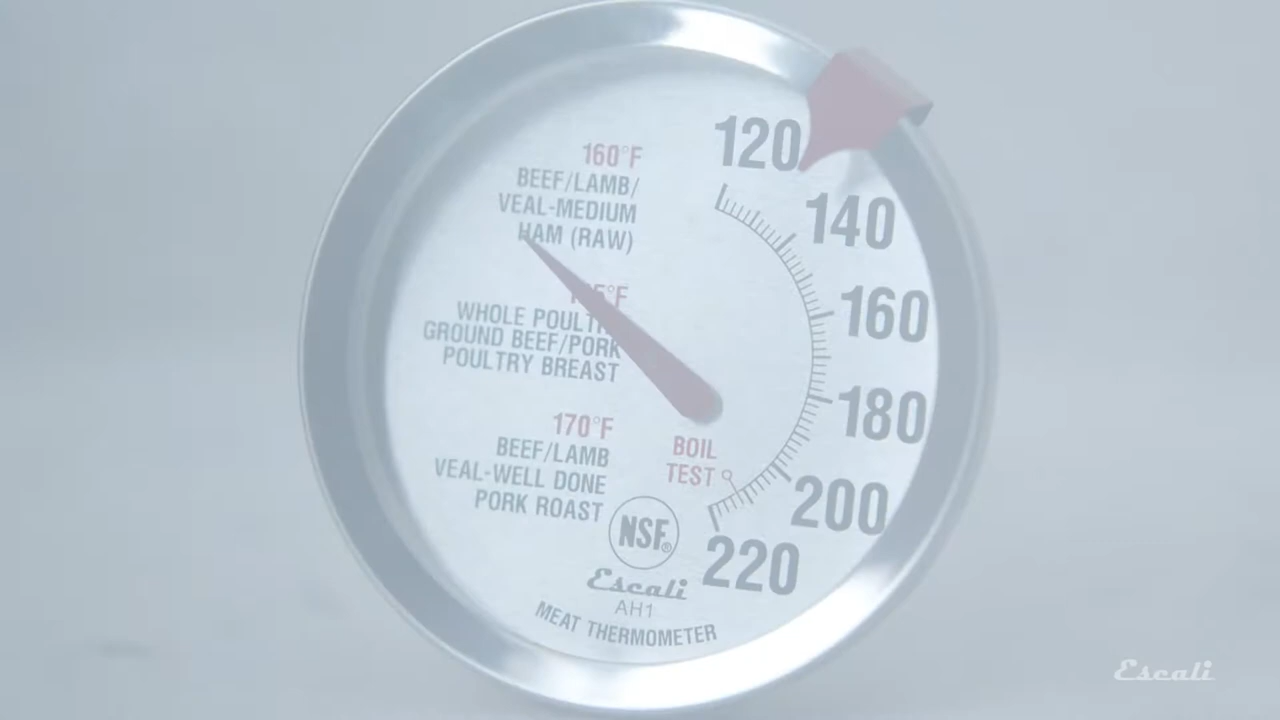 160°F
BEEF/LAMB/
VEAL-MEDIUM
HAM (RAW)
WHOLE
GROUND BEEF/PORK
POULTRY BREAST
170°F
BEEF/LAMB
VEAL-WELL DONE
PORK ROAST
120
140
160
180
200
220
BOIL
TEST
NSF®
Escali
AH1
MEAT THERMOMETER
Escali